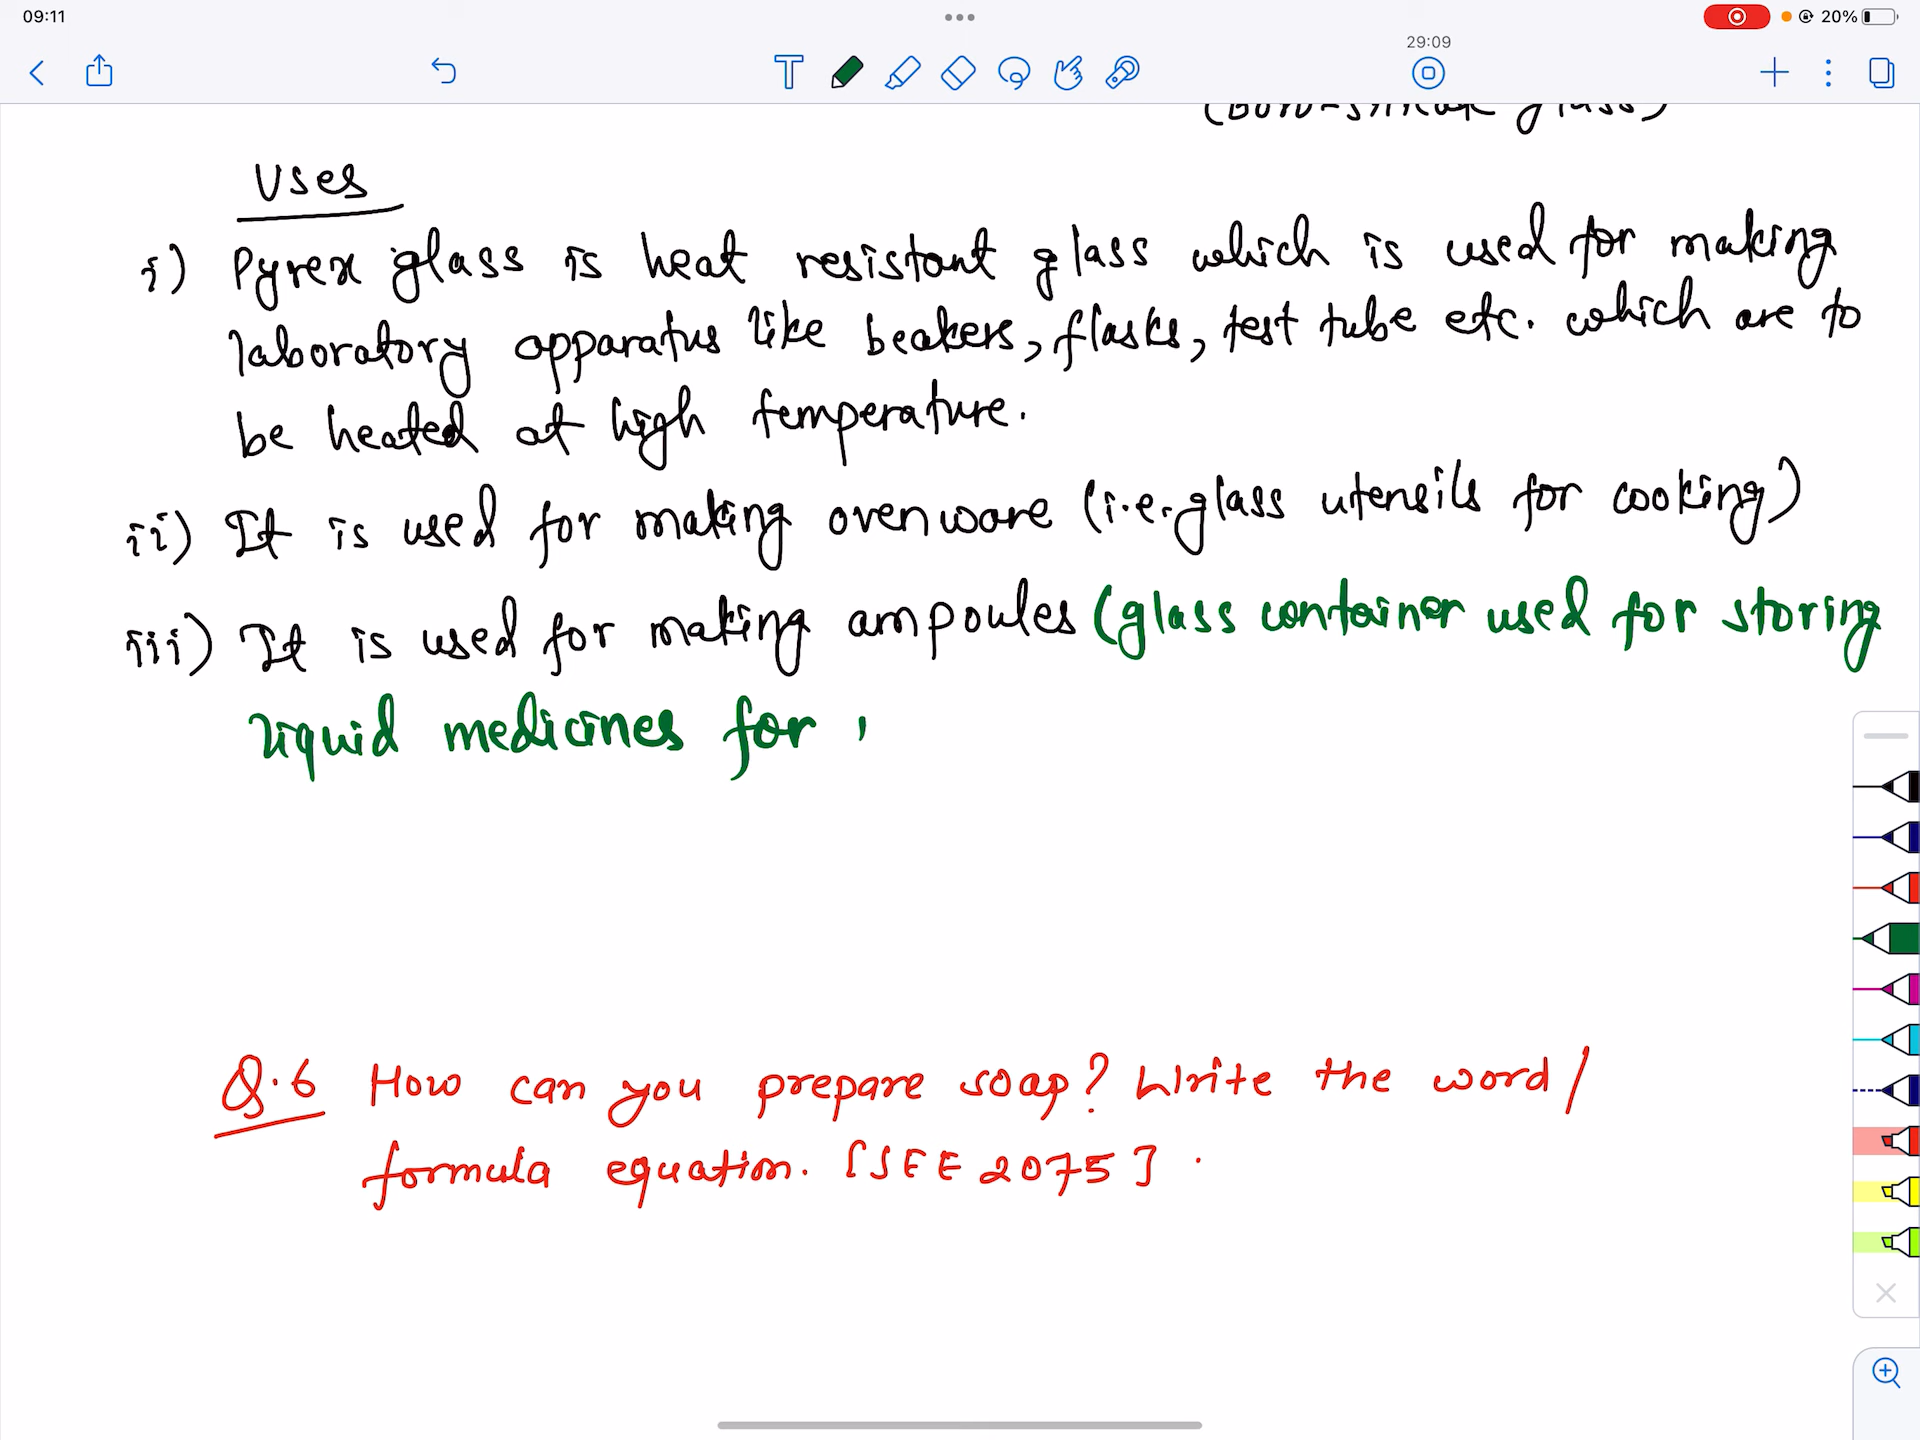 09:11
20%
29:09
glass)
Uses
i) Pyrex glass is heat resistant glass which is used for making
laboratory apparatus like beakers, flasks, test tube etc. which are to
be heated at high temperature.
ii) It is used for making ovenware (i.e. glass utensils for cooking)
iii) It is used for making ampoules (glass container used for storing
liquid medicines for
Q.6 How can you prepare soap? Write the word/
formula equation. [SEE 2075]